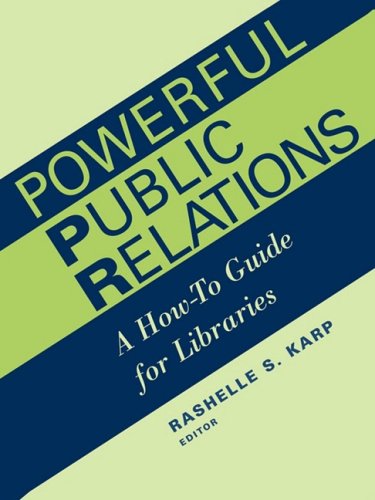 POWERFUL
PUBLIC
RELATIONS
A How-To Guide
for Libraries
RASHELLE S. KARP
EDITOR